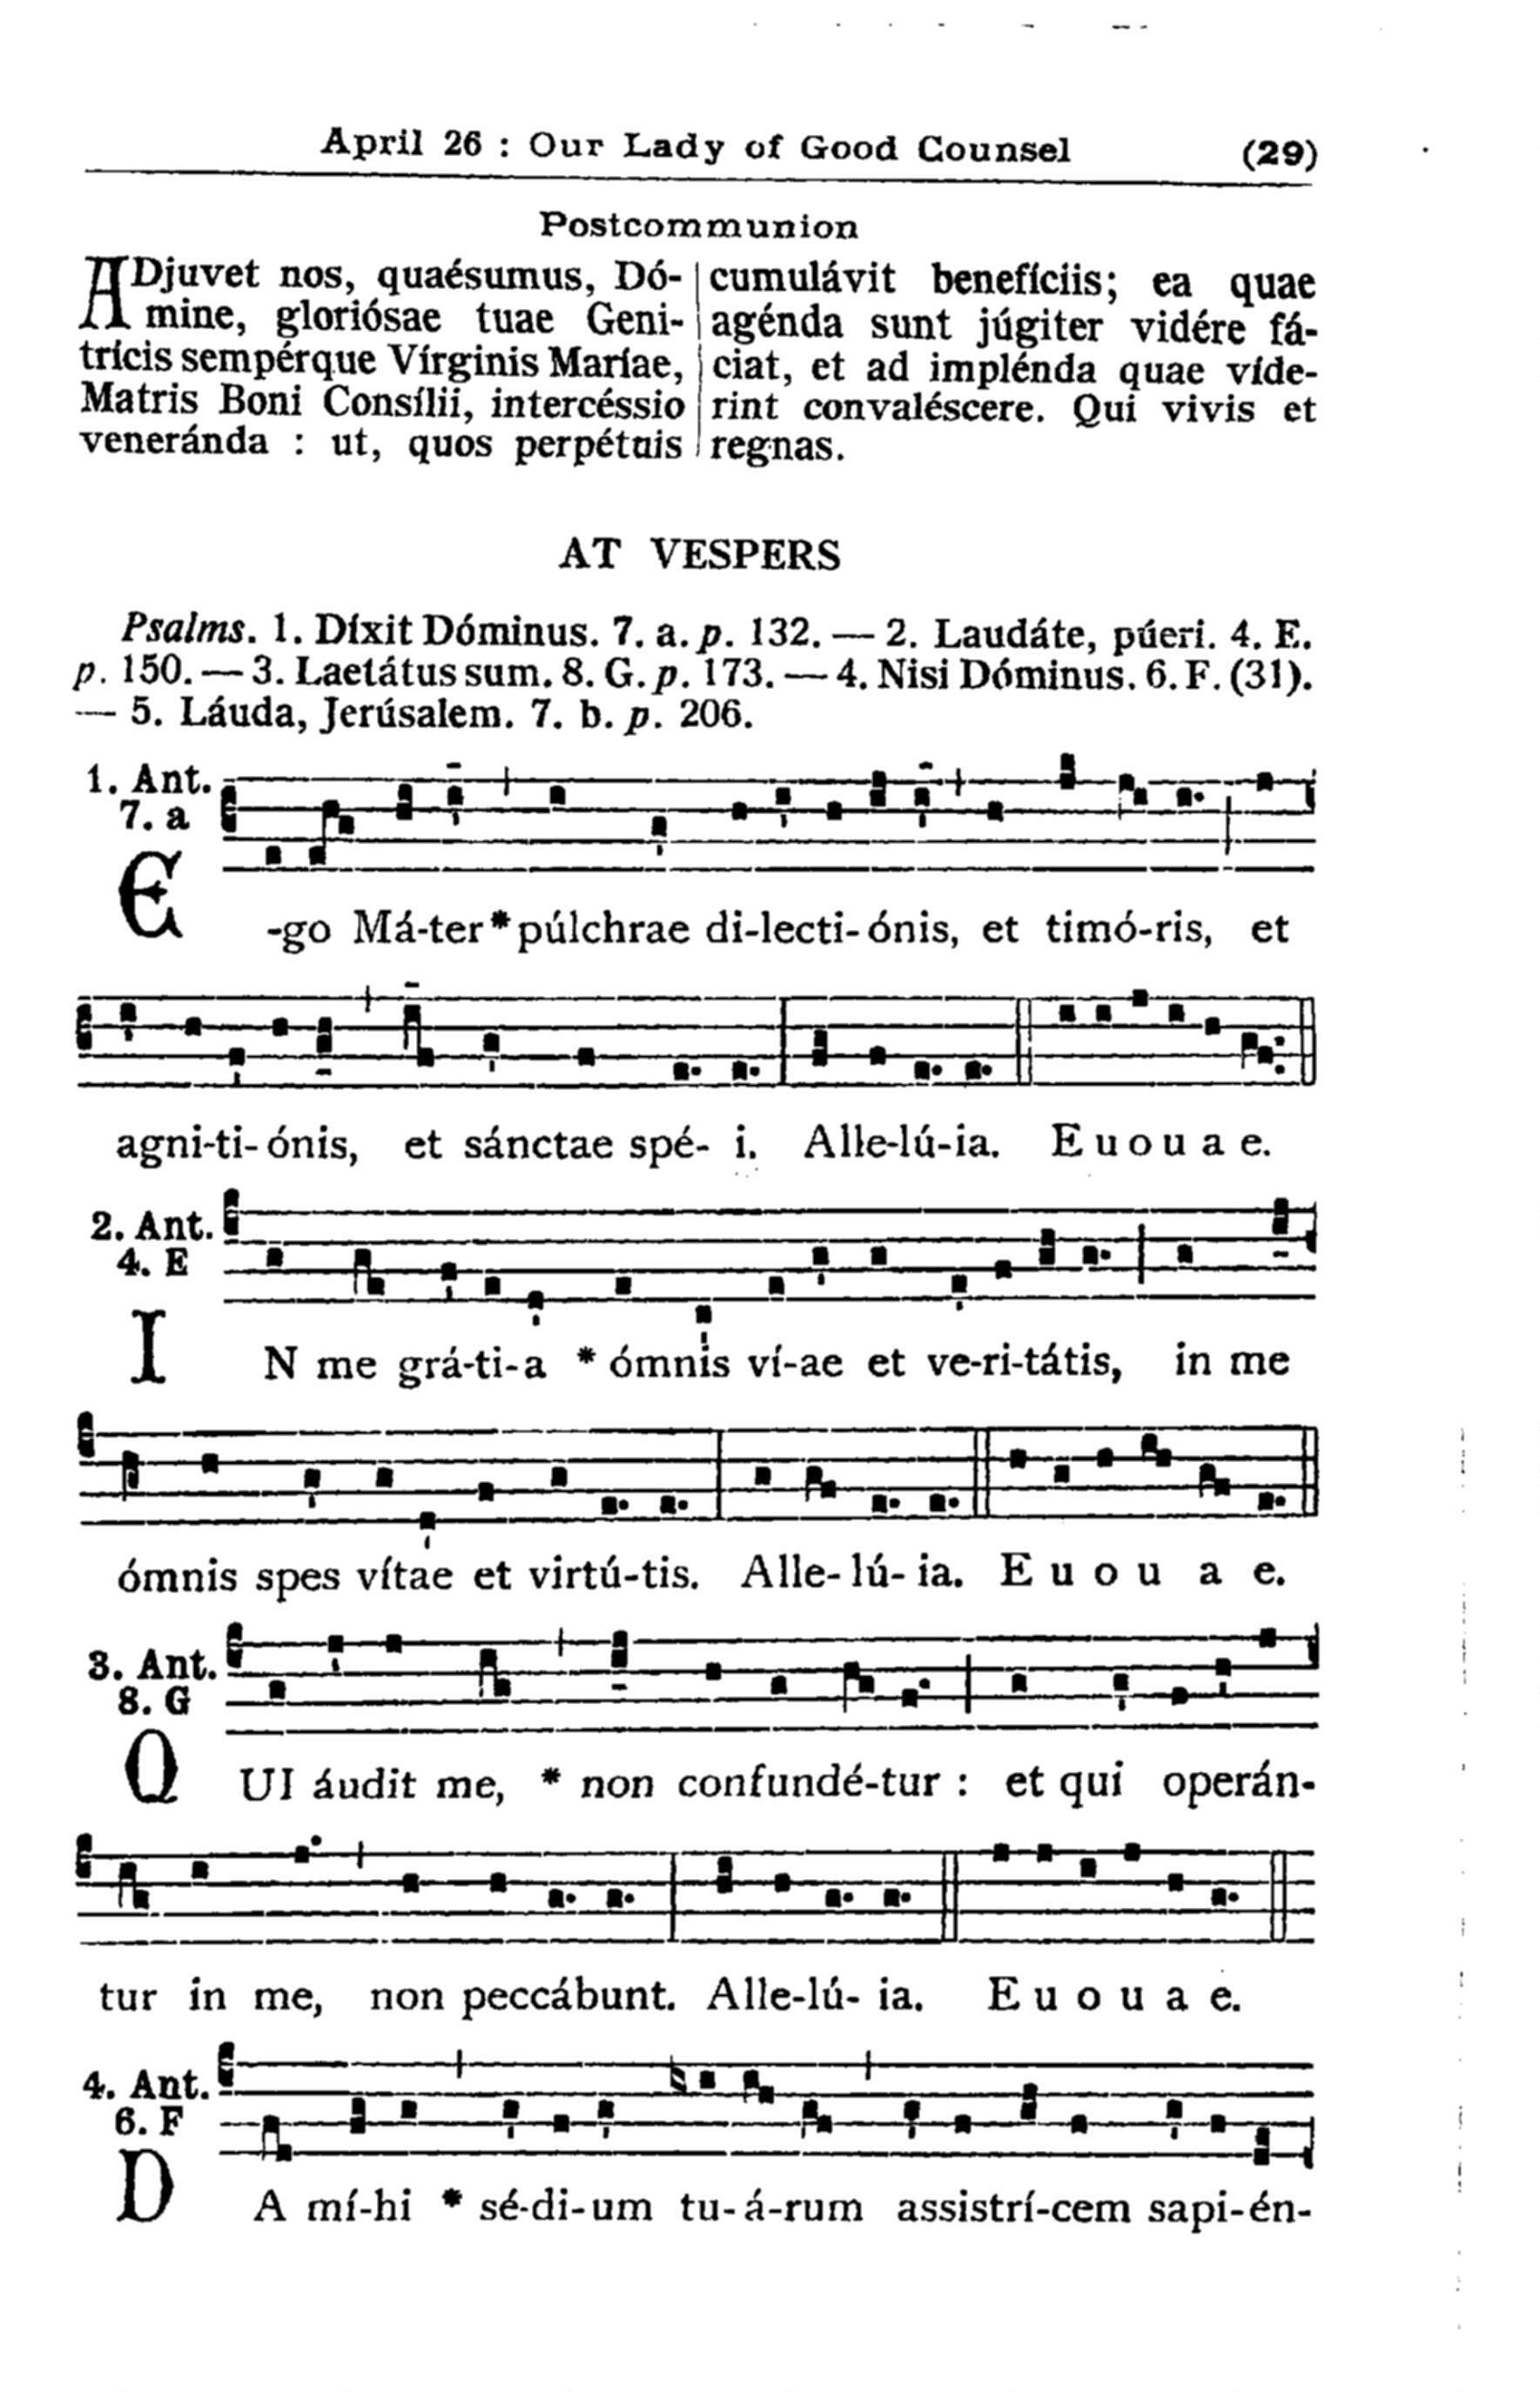 April 26 : Our Lady of Good Counsel (29)
Postcommunion
ADjuvet nos, quaésumus, Dó-
mine, gloriósae tuae Geni-
trícis sempérque Vírginis Maríae,
Matris Boni Consílii, intercéssio
veneránda : ut, quos perpétuis
cumulávit benefíciis; ea quae
agénda sunt júgiter vidére fá-
ciat, et ad implénda quae víde-
rint convaléscere. Qui vivis et
regnas.
AT VESPERS
Psalms. 1. Díxit Dóminus. 7. a. p. 132. — 2. Laudáte, púeri. 4. E.
p. 150. — 3. Laetátus sum. 8. G. p. 173. — 4. Nisi Dóminus. 6. F. (31).
— 5. Láuda, Jerúsalem. 7. b. p. 206.
1. Ant.
7. a
E-go Má-ter * púlchrae di-lecti-ónis, et timó-ris, et
agni-ti-ónis, et sánctae spé- i. Alle-lú-ia. E u o u a e.
2. Ant.
4. E
IN me grá-ti-a * ómnis ví-ae et ve-ri-tátis, in me
ómnis spes vítae et virtú-tis. Alle-lú-ia. E u o u a e.
3. Ant.
8. G
QUI áudit me, * non confundé-tur : et qui operán-
tur in me, non peccábunt. Alle-lú- ia. E u o u a e.
4. Ant.
6. F
DA mí-hi * sé-di-um tu-á-rum assistrí-cem sapi-én-